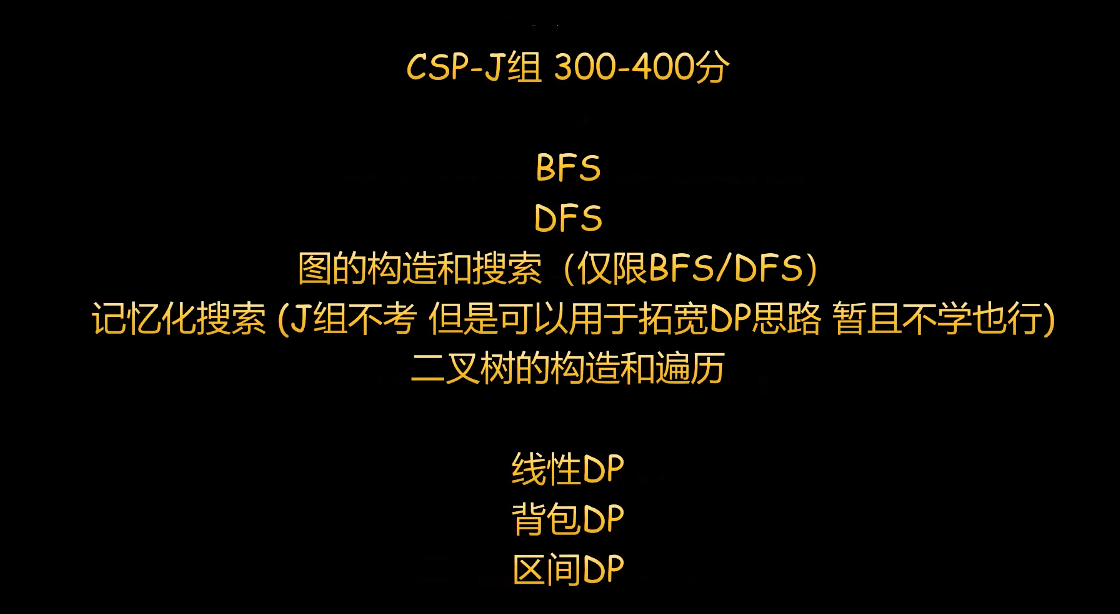 CSP-J组 300-400分
BFS
DFS
图的构造和搜索（仅限BFS/DFS）
记忆化搜索 (J组不考 但是可以用于拓宽DP思路 暂且不学也行)
二叉树的构造和遍历
线性DP
背包DP
区间DP